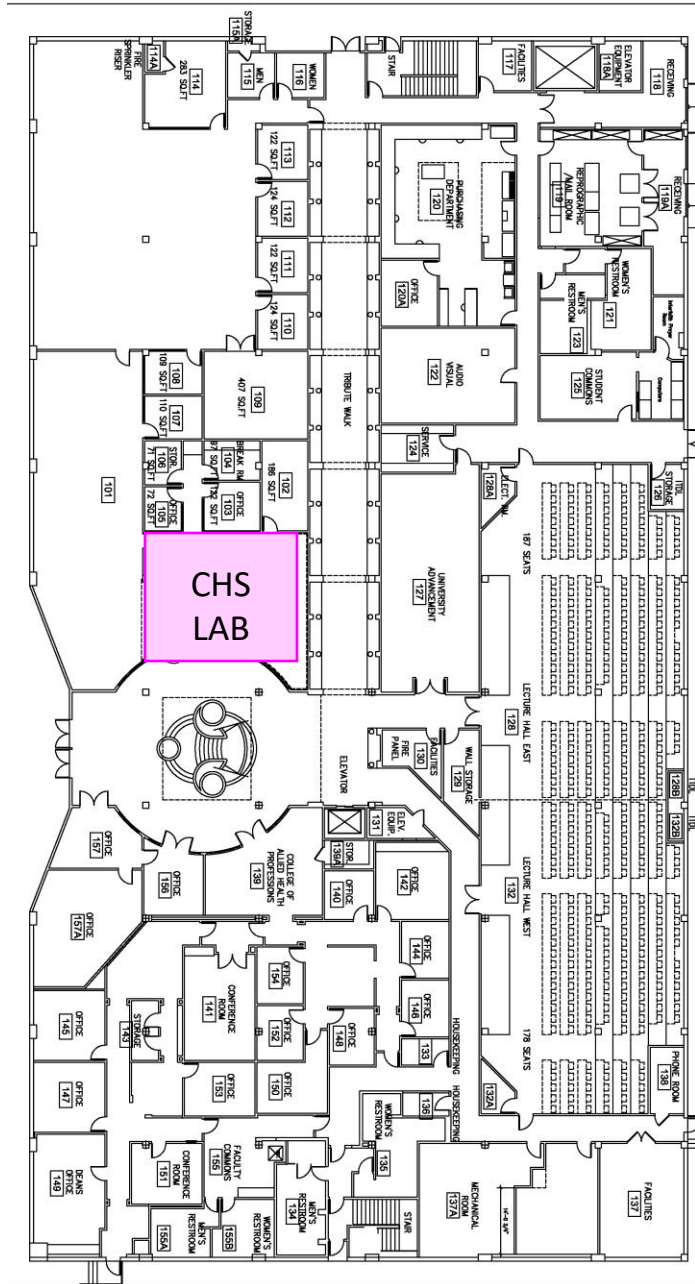 STORAGE
115A
FIRE
SPRINKLER
RISER
114A
114
283 SQ.FT
MEN
115
WOMEN
116
STAIR
FACILITIES
117
ELEVATOR
EQUIPMENT
118A
RECEIVING
118
113
122 SQ.FT
112
124 SQ.FT
111
122 SQ.FT
110
124 SQ.FT
PURCHASING
DEPARTMENT
120
OFFICE
120A
REPROGRAPHIC
/MAIL ROOM
119
RECEIVING
119A
WOMEN'S
RESTROOM
121
MEN'S
RESTROOM
123
Computers
STUDENT
COMMONS
125
AUDIO
VISUAL
122
TRIBUTE WALK
108
109 SQ.FT
107
110 SQ.FT
109
407 SQ.FT
SERVICE
124
101
STOR.
106
71 SQ.FT
OFFICE
105
72 SQ.FT
BREAK RM
104
97 SQ.FT
OFFICE
103
102
186 SQ.FT
ELECT. RM
128A
ITDL
STORAGE
126
187 SEATS
UNIVERSITY
ADVANCEMENT
127
CHS
LAB
LECTURE HALL EAST
128
FACILITIES
130
FIRE
PANEL
WALL STORAGE
129
ELEVATOR
ITDL
128B
ITDL
132B
ELEV.
EQUIP.
131
STOR.
139A
LECTURE HALL WEST
132
OFFICE
157
OFFICE
156
COLLEGE OF
ALLIED HEALTH
PROFESSIONS
139
OFFICE
140
OFFICE
142
OFFICE
157A
OFFICE
144
OFFICE
154
CONFERENCE
ROOM
141
OFFICE
146
OFFICE
145
STORAGE
143
OFFICE
152
OFFICE
148
133
HOUSEKEEPING
178 SEATS
OFFICE
147
OFFICE
153
OFFICE
150
136
HOUSEKEEPING
132A
PHONE ROOM
138
WOMEN'S
RESTROOM
135
DEANS
OFFICE
149
CONFERENCE
ROOM
151
FACULTY
COMMONS
155
MEN'S
RESTROOM
134
MECHANICAL
ROOM
137A
FACILITIES
137
MEN'S
RESTROOM
155A
WOMEN'S
RESTROOM
155B
STAIR